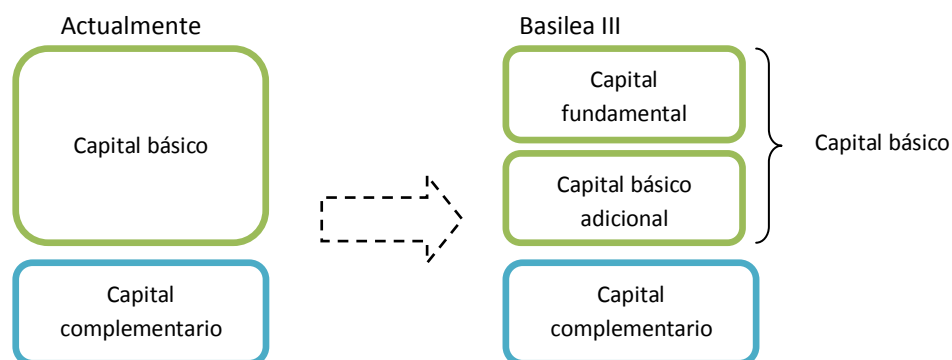 Actualmente
Capital básico
Capital
complementario
Basilea III
Capital
fundamental
Capital básico
adicional
Capital básico
Capital
complementario